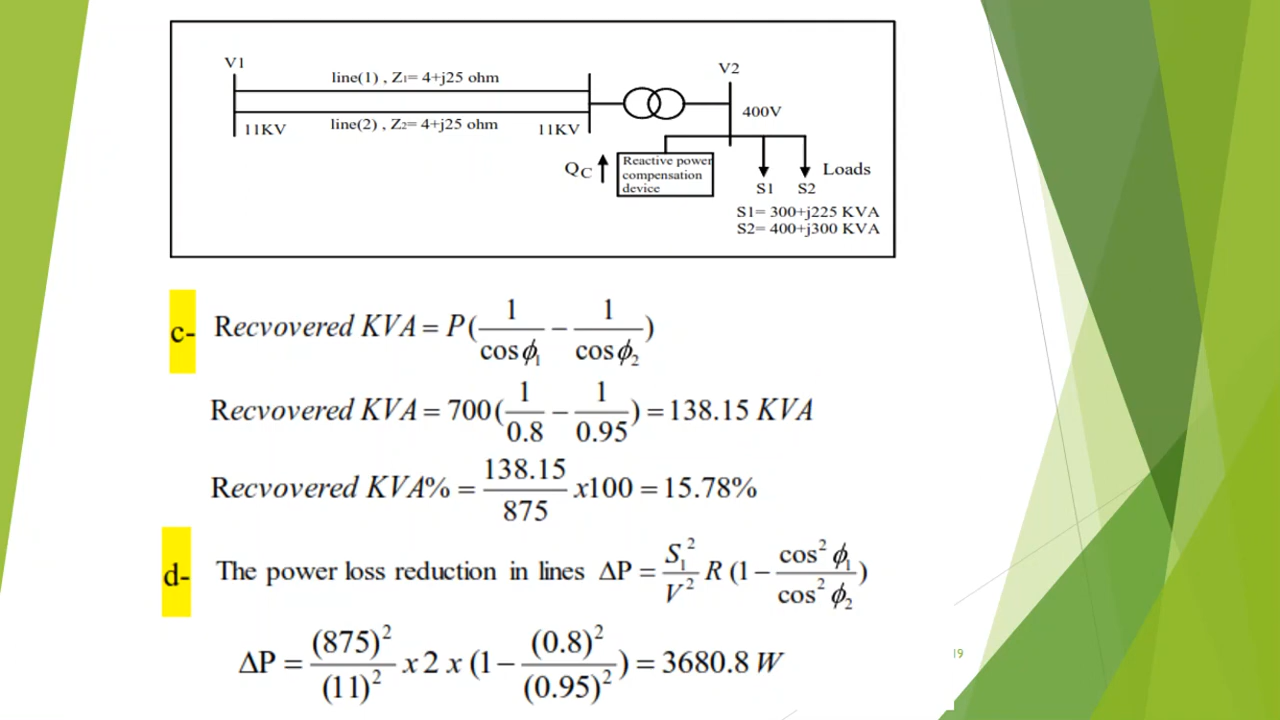 V1
line(1) , Z1= 4+j25 ohm
V2
11KV
line(2) , Z2= 4+j25 ohm
11KV
400V
QC
Reactive power
compensation
device
Loads
S1 S2
S1= 300+j225 KVA
S2= 400+j300 KVA
c- Recvovered KVA = P(1/cosϕ₁ − 1/cosϕ₂)
Recvovered KVA = 700(1/0.8 − 1/0.95) = 138.15 KVA
Recvovered KVA% = 138.15/875 x100 = 15.78%
d- The power loss reduction in lines ΔP = S₁²/V² R (1 − cos² ϕ₁/cos² ϕ₂)
ΔP = (875)²/(11)² x 2 x (1 − (0.8)²/(0.95)²) = 3680.8 W
19